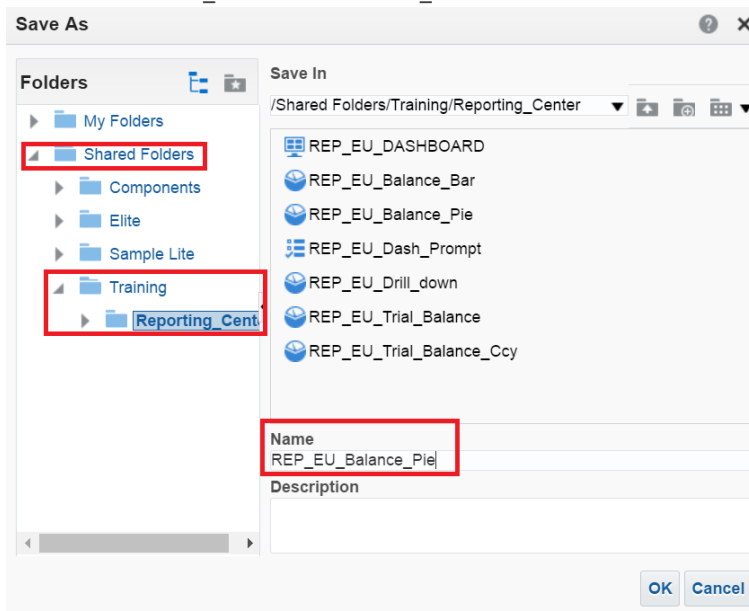 Save As
Folders
My Folders
Shared Folders
Components
Elite
Sample Lite
Training
Reporting_Cent
Save In
/Shared Folders/Training/Reporting_Center
REP_EU_DASHBOARD
REP_EU_Balance_Bar
REP_EU_Balance_Pie
REP_EU_Dash_Prompt
REP_EU_Drill_down
REP_EU_Trial_Balance
REP_EU_Trial_Balance_Ccy
Name
REP_EU_Balance_Pie
Description
OK Cancel